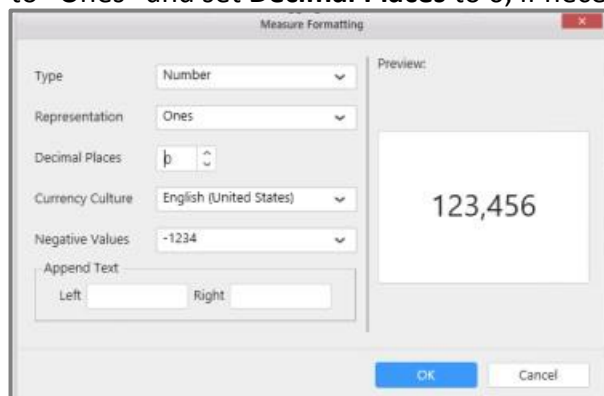 to "Ones" and set Decimal Places to 0, if nece
Measure Formatting
Type Number
Preview:
Representation Ones
Decimal Places 0
Currency Culture English (United States)
123,456
Negative Values -1234
Append Text
Left Right
OK Cancel